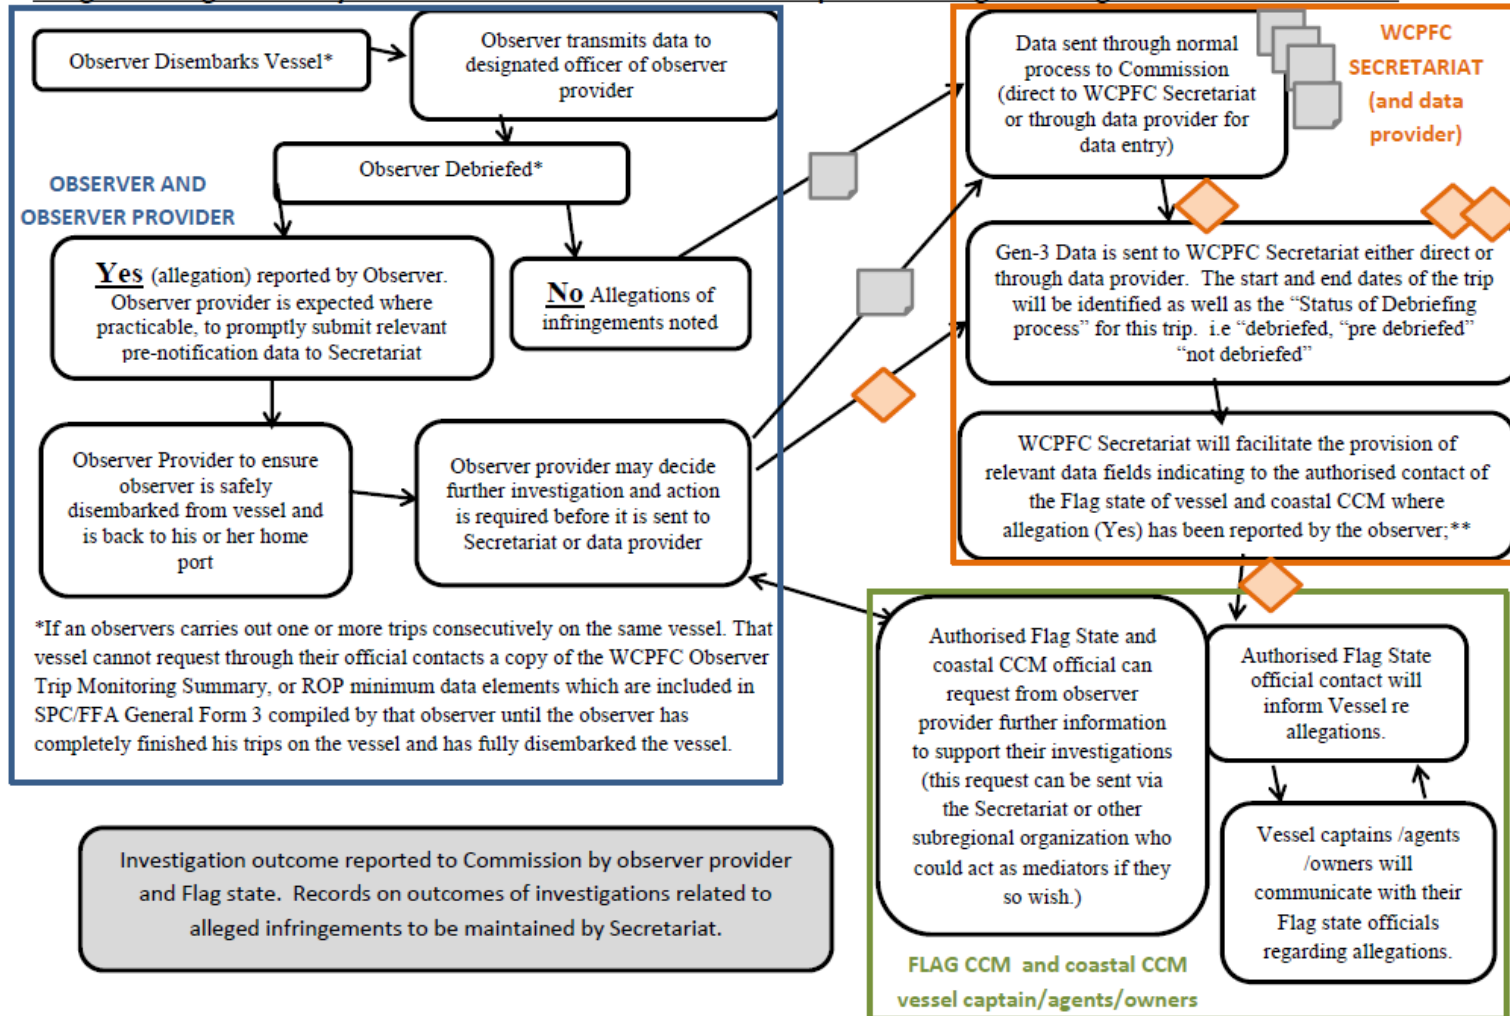 Observer Disembarks Vessel*
Observer transmits data to
designated officer of observer
provider
Observer Debriefed*
OBSERVER AND
OBSERVER PROVIDER
Yes (allegation) reported by Observer.
Observer provider is expected where
practicable, to promptly submit relevant
pre-notification data to Secretariat
No Allegations of
infringements noted
Observer Provider to ensure
observer is safely
disembarked from vessel and
is back to his or her home
port
Observer provider may decide
further investigation and action
is required before it is sent to
Secretariat or data provider
*If an observers carries out one or more trips consecutively on the same vessel. That
vessel cannot request through their official contacts a copy of the WCPFC Observer
Trip Monitoring Summary, or ROP minimum data elements which are included in
SPC/FFA General Form 3 compiled by that observer until the observer has
completely finished his trips on the vessel and has fully disembarked the vessel.
Data sent through normal
process to Commission
(direct to WCPFC Secretariat
or through data provider for
data entry)
WCPFC
SECRETARIAT
(and data
provider)
Gen-3 Data is sent to WCPFC Secretariat either direct or
through data provider. The start and end dates of the trip
will be identified as well as the “Status of Debriefing
process” for this trip. i.e “debriefed, “pre debriefed”
“not debriefed”
WCPFC Secretariat will facilitate the provision of
relevant data fields indicating to the authorised contact of
the Flag state of vessel and coastal CCM where
allegation (Yes) has been reported by the observer;**
Authorised Flag State and
coastal CCM official can
request from observer
provider further information
to support their investigations
(this request can be sent via
the Secretariat or other
subregional organization who
could act as mediators if they
so wish.)
Authorised Flag State
official contact will
inform Vessel re
allegations.
Vessel captains /agents
/owners will
communicate with their
Flag state officials
regarding allegations.
FLAG CCM and coastal CCM
vessel captain/agents/owners
Investigation outcome reported to Commission by observer provider
and Flag state. Records on outcomes of investigations related to
alleged infringements to be maintained by Secretariat.